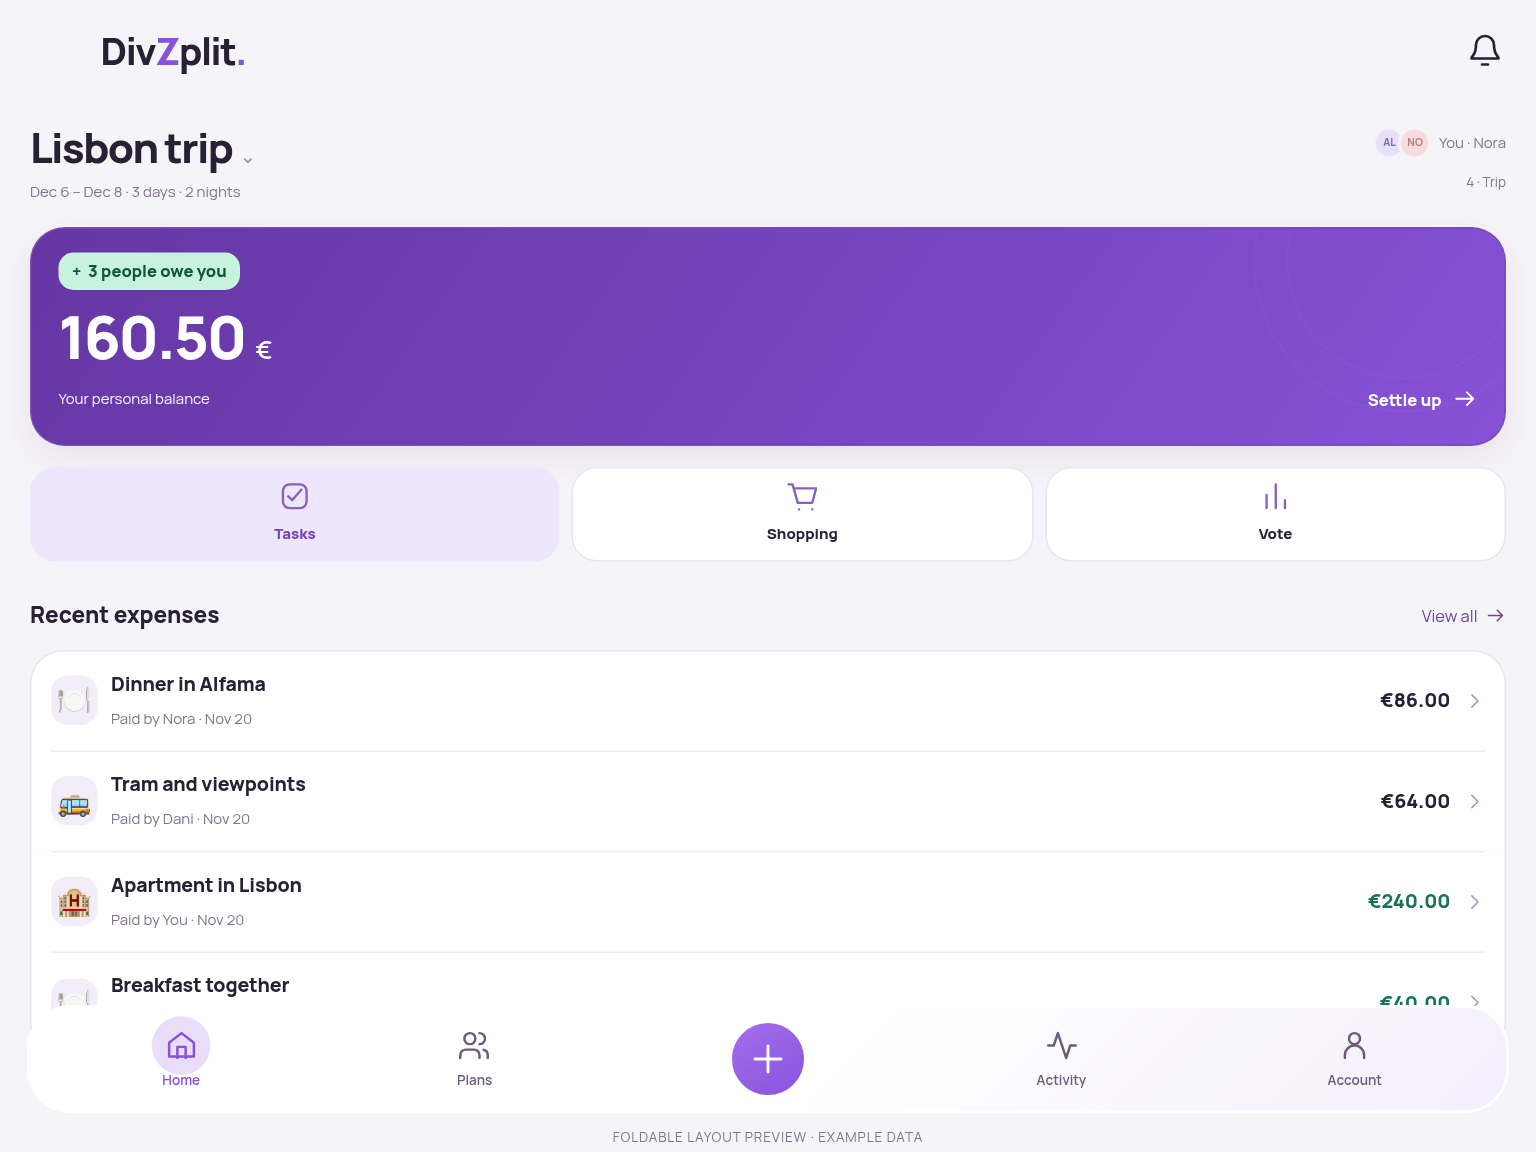 DivZplit.
Lisbon trip
You · Nora
AL NO
Dec 6 – Dec 8 · 3 days · 2 nights
4 · Trip
+ 3 people owe you
160.50 €
Your personal balance
Settle up
Tasks
Shopping
Vote
Recent expenses
View all
Dinner in Alfama
Paid by Nora · Nov 20
€86.00
Tram and viewpoints
Paid by Dani · Nov 20
€64.00
H
Apartment in Lisbon
Paid by You · Nov 20
€240.00
Breakfast together
€40.00
Home
Plans
Activity
Account
FOLDABLE LAYOUT PREVIEW · EXAMPLE DATA